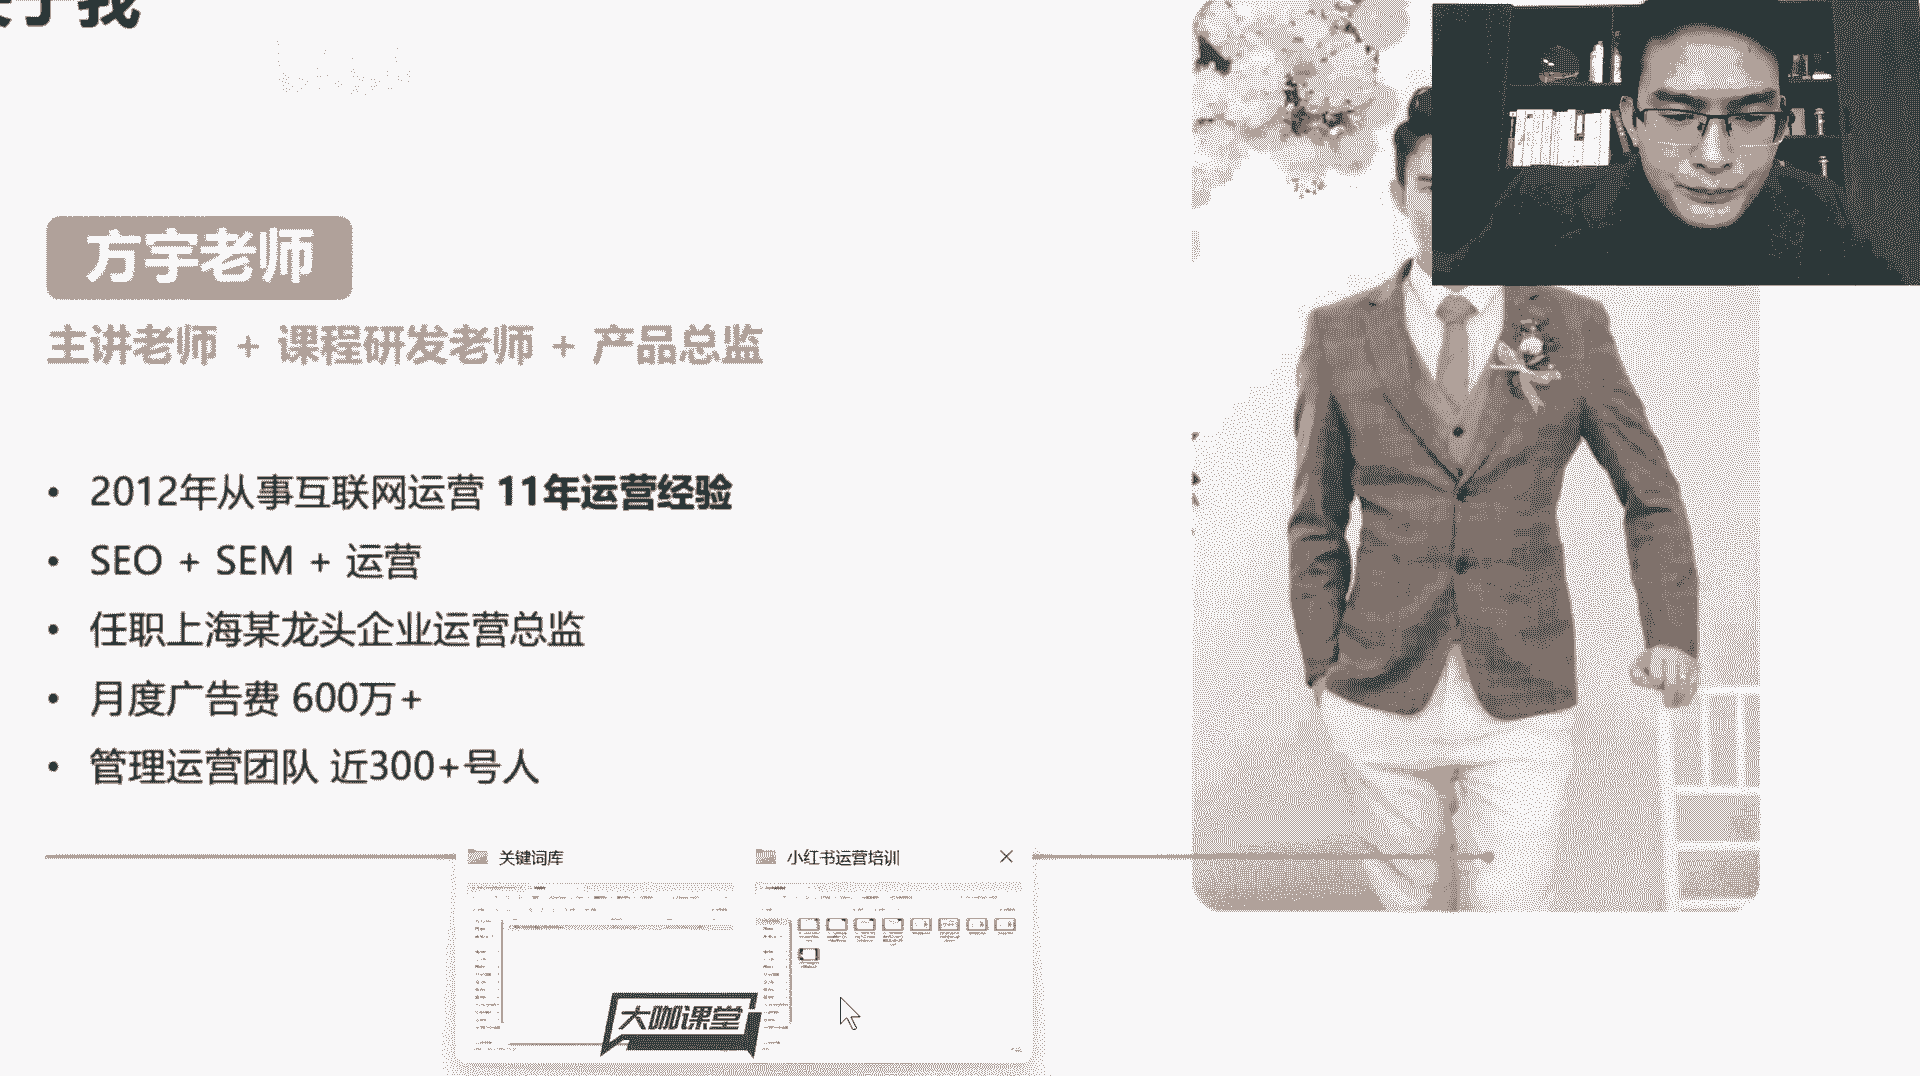 方宇老师
主讲老师 + 课程研发老师 + 产品总监
• 2012年从事互联网运营 11年运营经验
• SEO + SEM + 运营
• 任职上海某龙头企业运营总监
• 月度广告费 600万+
• 管理运营团队 近300+号人
关键词库
小红书运营培训
大咖课堂